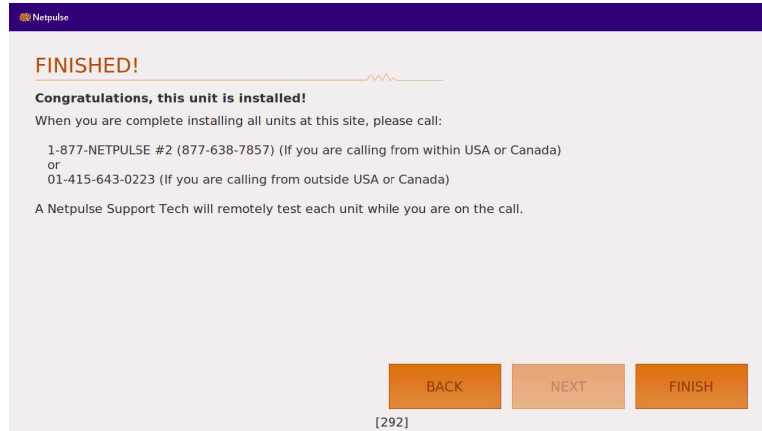 Netpulse
FINISHED!
Congratulations, this unit is installed!
When you are complete installing all units at this site, please call:
1-877-NETPULSE #2 (877-638-7857) (If you are calling from within USA or Canada)
or
01-415-643-0223 (If you are calling from outside USA or Canada)
A Netpulse Support Tech will remotely test each unit while you are on the call.
BACK
NEXT
FINISH
[292]